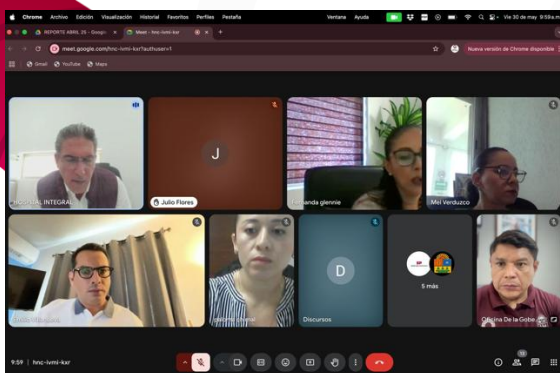 Chrome Archivo Edición Visualización Historial Favoritos Perfiles Pestaña Ventana Ayuda Vie 30 de may 9:59 a.m.
REPORTE ABRIL 25 - Google Meet - hnc-ivmi-kxr
meet.google.com/hnc-ivmi-kxr?authuser=1 Nueva versión de Chrome disponible
Gmail YouTube Maps
J
HOSPITAL INTEGRAL Julio Flores Fernanda glennie Mei Verduzco
D
5 más
Discursos Oficina De la Gobe...
9:59 hnc-ivmi-kxr